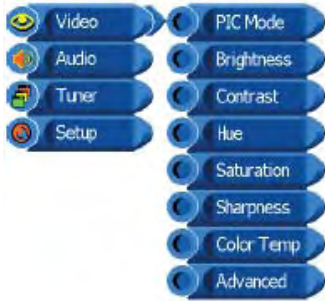 Video
Audio
Tuner
Setup
PIC Mode
Brightness
Contrast
Hue
Saturation
Sharpness
Color Temp
Advanced